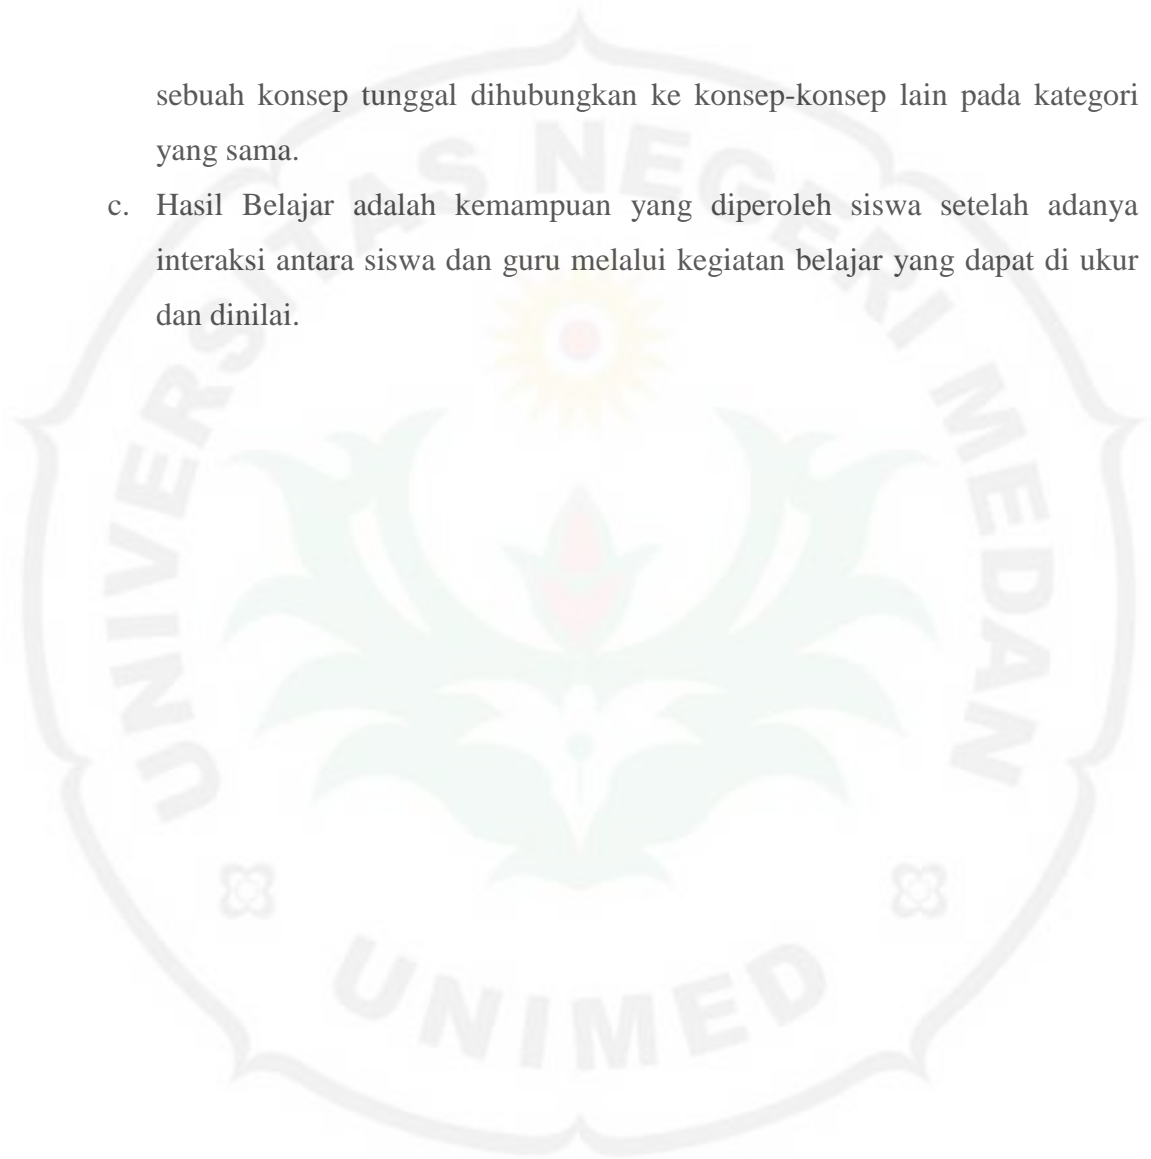 sebuah konsep tunggal dihubungkan ke konsep-konsep lain pada kategori
yang sama.
c. Hasil Belajar adalah kemampuan yang diperoleh siswa setelah adanya
interaksi antara siswa dan guru melalui kegiatan belajar yang dapat di ukur
dan dinilai.
UNIVERSITAS NEGERI MEDAN
UNIMED